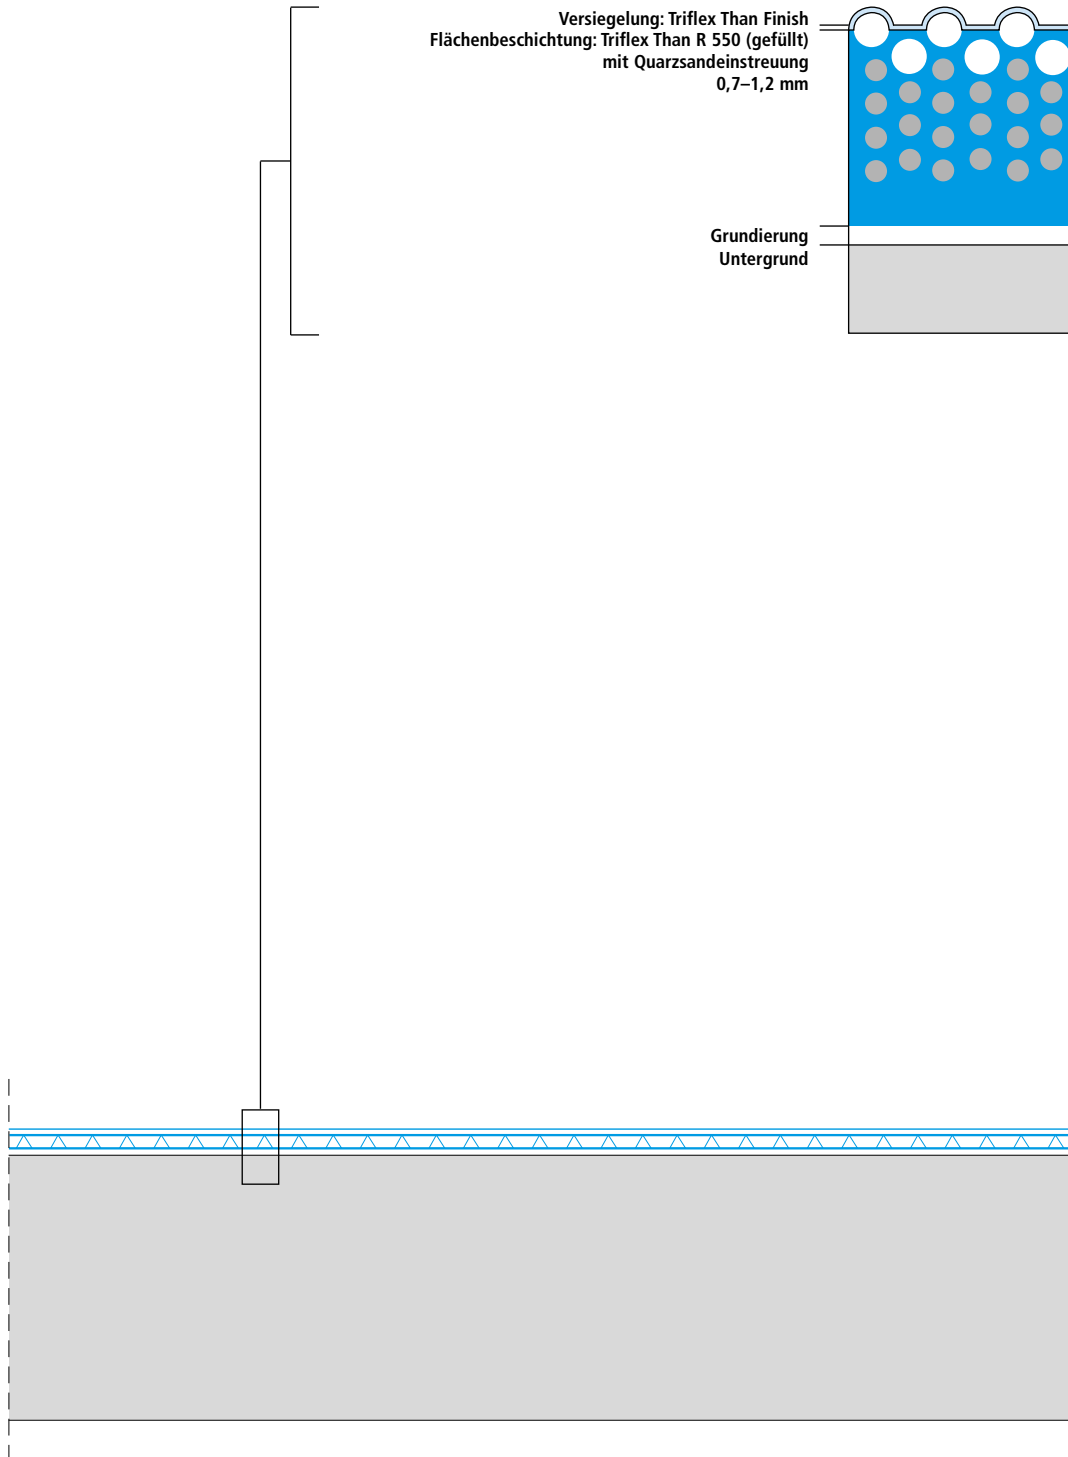 Versiegelung: Triflex Than Finish
Flächenbeschichtung: Triflex Than R 550 (gefüllt)
mit Quarzsandeinstreuung
0,7–1,2 mm
Grundierung
Untergrund